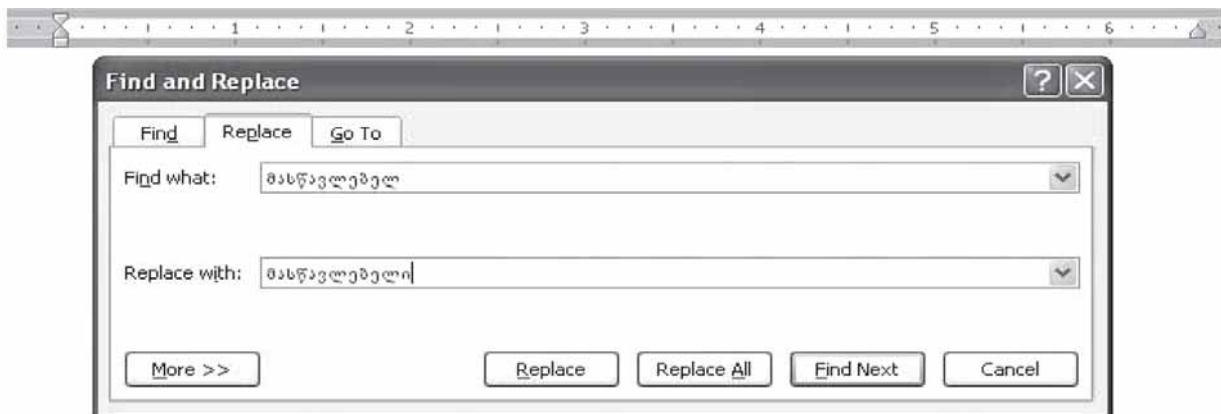 1 2 3 4 5 6
Find and Replace
Find Replace Go To
Find what: მასწავლებელ
Replace with: მასწავლებელი
More >> Replace Replace All Find Next Cancel